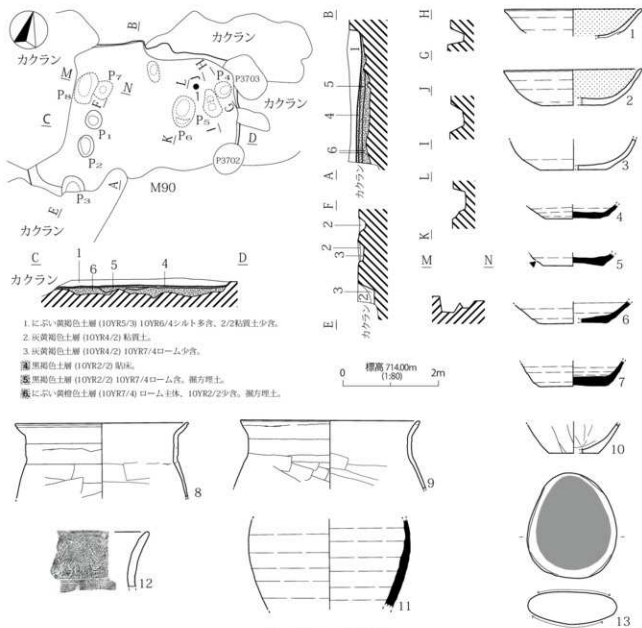 カクラン
カクラン
カクラン
カクラン
カクラン
B
M
N
C
D
E
A
F
H
L
J
G
I
K
P7
P8
P1
P2
P3
P4
P5
P6
P3703
P3702
M90
C
D
カクラン
1
6
5
4
B
1
5
4
6
A
カクラン
F
2
2
3
3
2
E
カクラン
H
G
J
I
L
K
M
N
1. にぶい黄褐色土層 (10YR5/3) 10YR6/4シルト多含、2/2粘質土少含。
2. 灰黄褐色土層 (10YR4/2) 粘質土。
3. 灰黄褐色土層 (10YR4/2) 10YR7/4ローム少含。
4. 黒褐色土層 (10YR2/2) 貼床。
5. 黒褐色土層 (10YR2/2) 10YR7/4ローム含。掘方埋土。
6. にぶい黄橙色土層 (10YR7/4) ローム主体、10YR2/2少含。掘方埋土。
標高 714.00m
0 (1:80) 2m
1
2
3
4
5
6
7
8
9
10
11
12
13